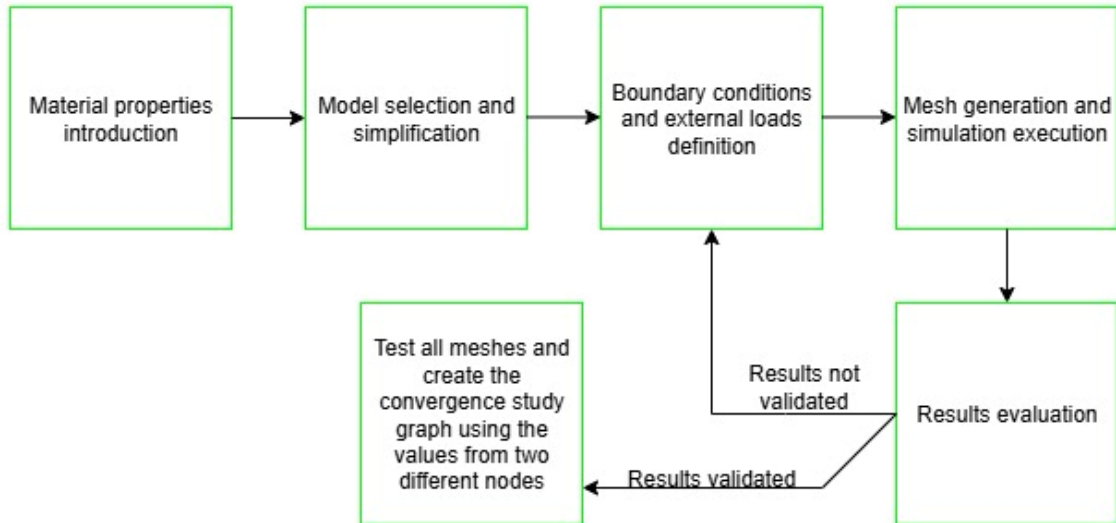 Material properties
introduction
Model selection and
simplification
Boundary conditions
and external loads
definition
Mesh generation and
simulation execution
Test all meshes and
create the
convergence study
graph using the
values from two
different nodes
Results not
validated
Results validated
Results evaluation